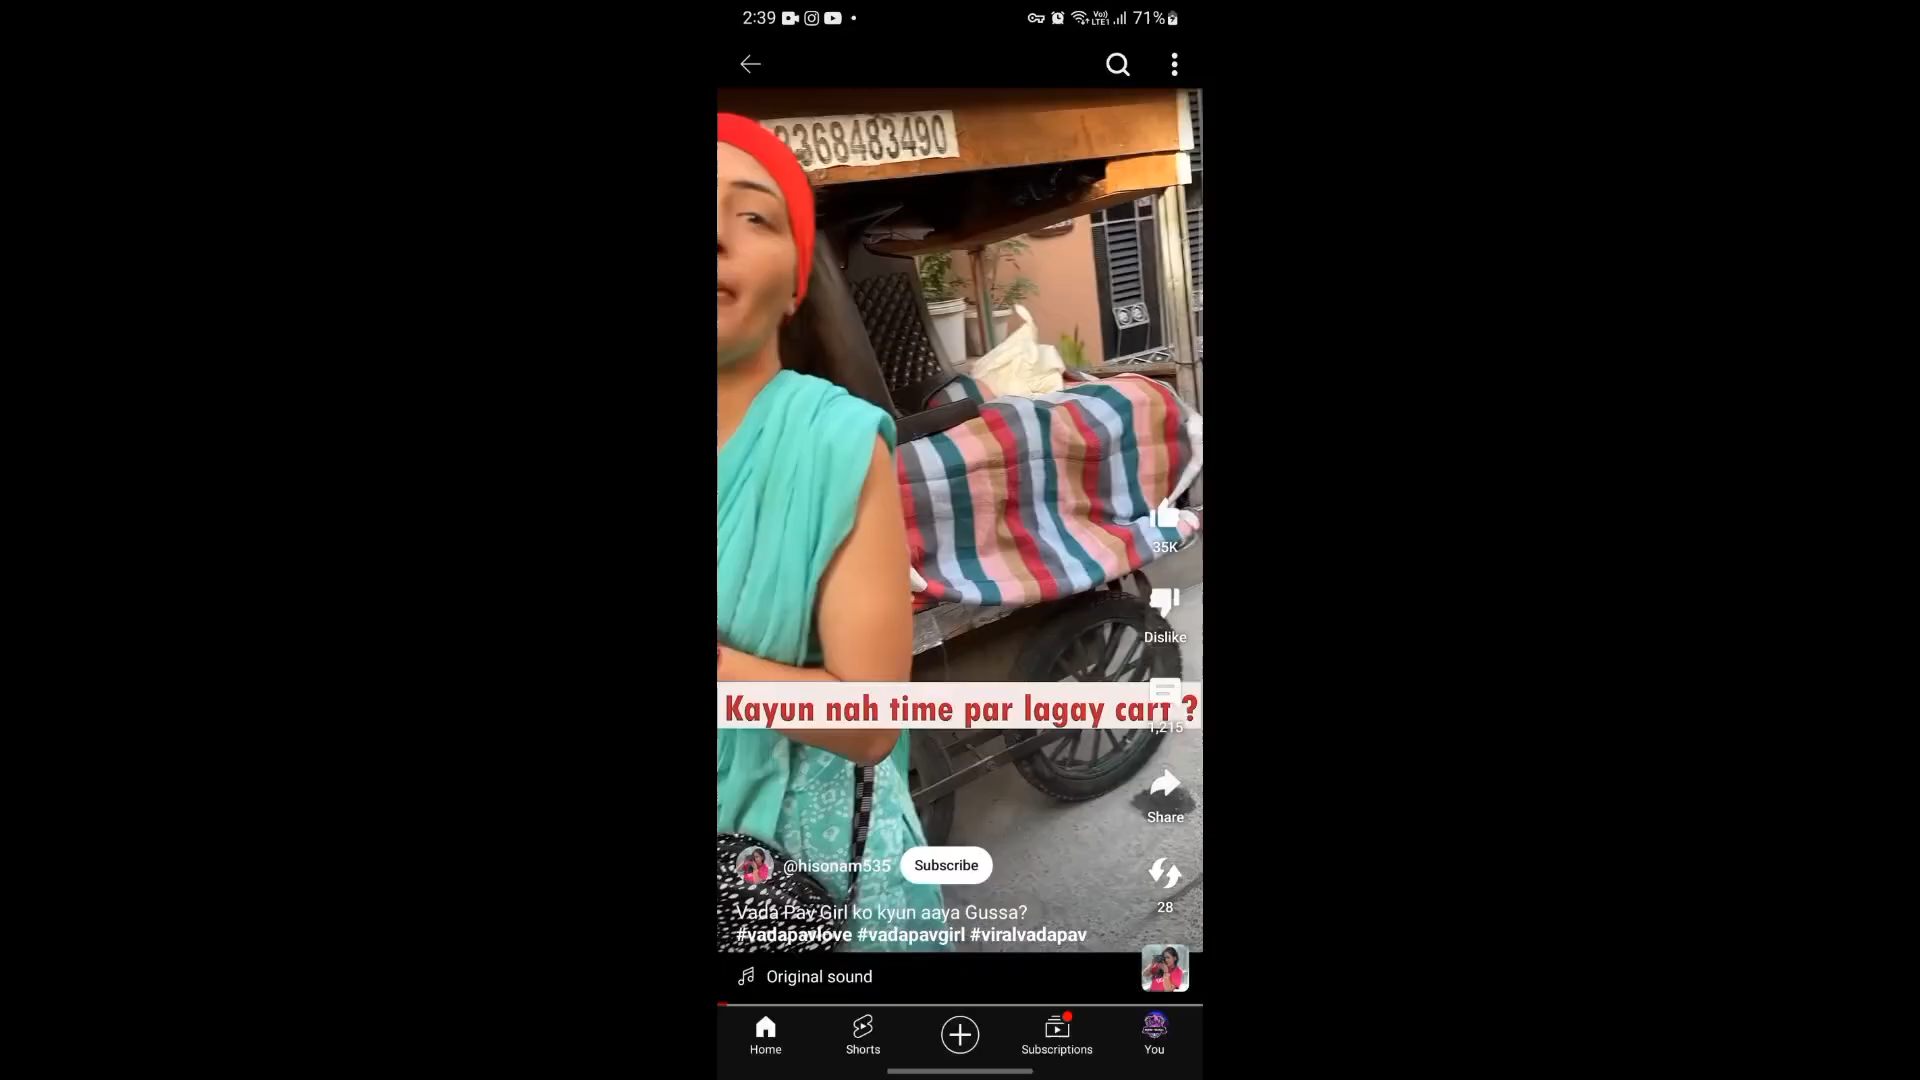 2:39
VoLTE1 71%
368483490
35K
Dislike
Kayun nah time par lagay cart ?
1,215
Share
@hisonam535 Subscribe
Vada Pav Girl ko kyun aaya Gussa?
#vadapavlove #vadapavgirl #viralvadapav
28
Original sound
Home Shorts Subscriptions You